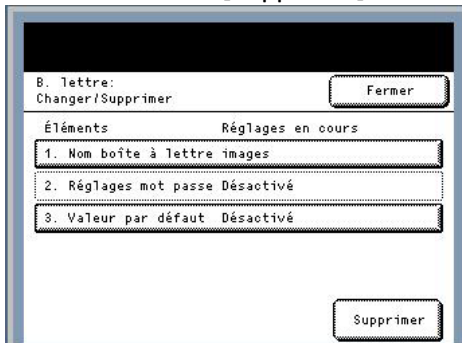 B. lettre:
Changer/Supprimer
Fermer
Éléments Réglages en cours
1. Nom boîte à lettre images
2. Réglages mot passe Désactivé
3. Valeur par défaut Désactivé
Supprimer